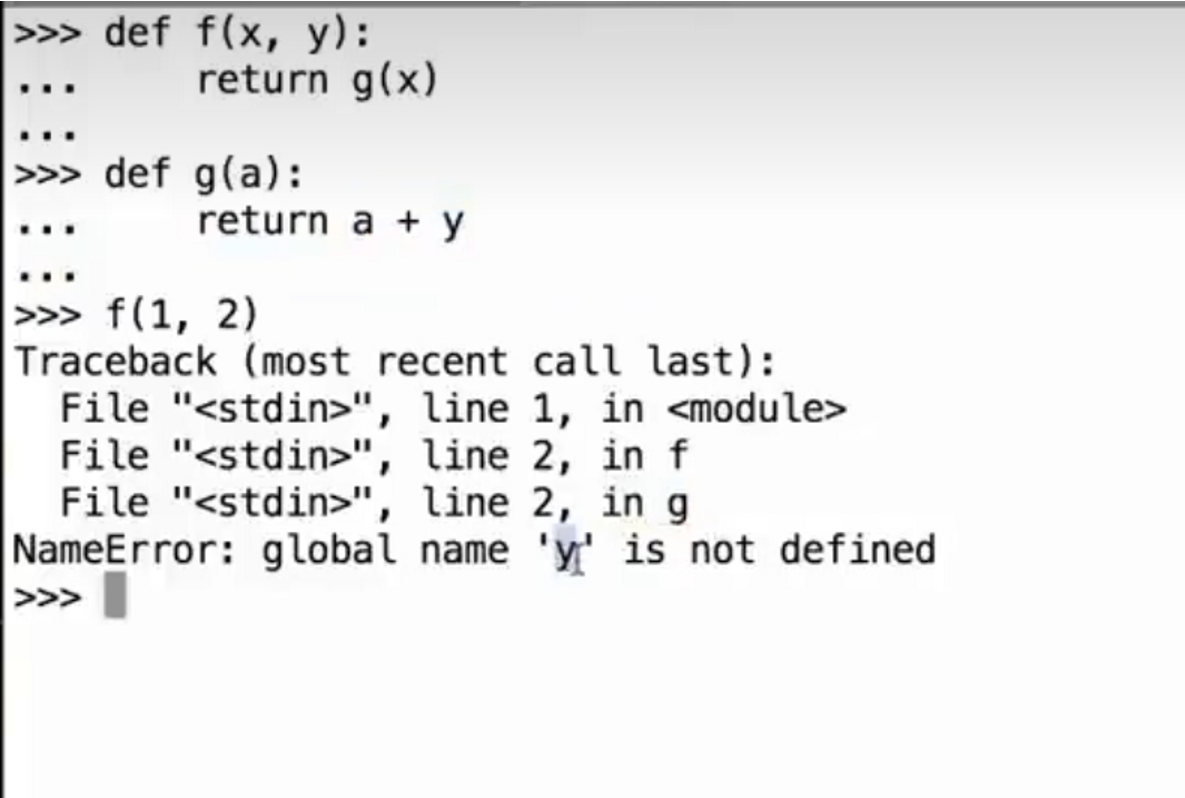 >>> def f(x, y):
...     return g(x)
...
>>> def g(a):
...     return a + y
...
>>> f(1, 2)
Traceback (most recent call last):
  File "<stdin>", line 1, in <module>
  File "<stdin>", line 2, in f
  File "<stdin>", line 2, in g
NameError: global name 'y' is not defined
>>>